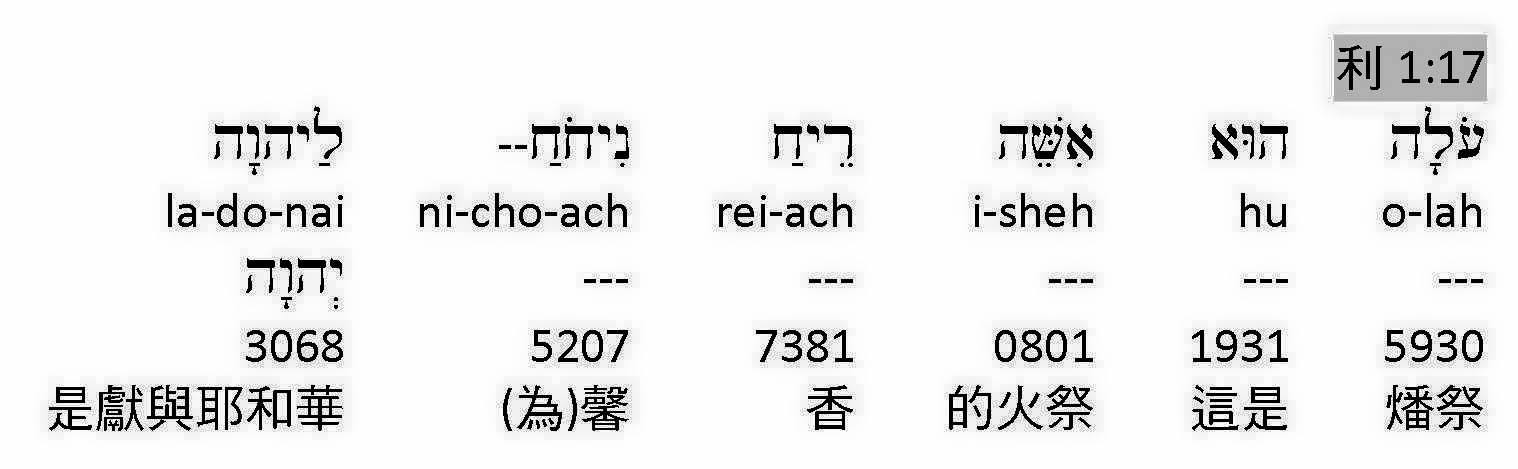 利 1:17
עֹלָה הוּא אִשֵּׁה רֵיחַ נִיחֹחַ-- לַיהוָה
la-do-nai ni-cho-ach rei-ach i-sheh hu o-lah
--- --- --- --- --- יְהוָה
3068 5207 7381 0801 1931 5930
是獻與耶和華 (為)馨 香 的火祭 這是 燔祭